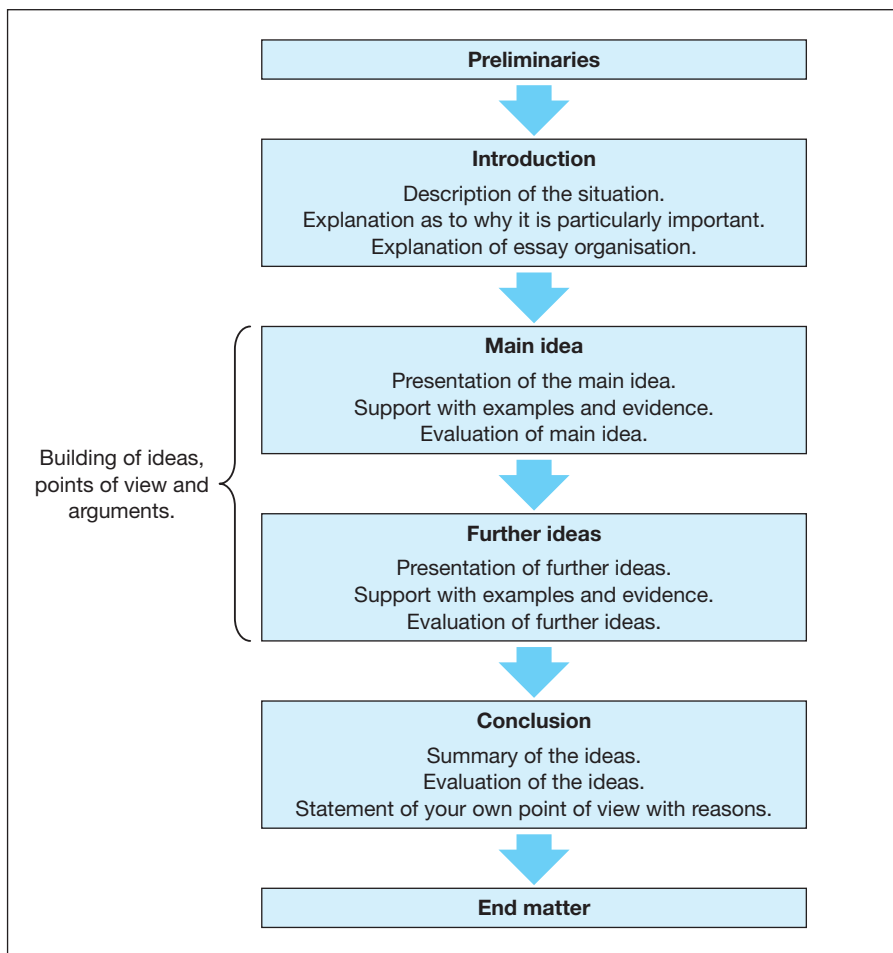 Preliminaries
Introduction
Description of the situation.
Explanation as to why it is particularly important.
Explanation of essay organisation.
Main idea
Presentation of the main idea.
Support with examples and evidence.
Evaluation of main idea.
Building of ideas,
points of view and
arguments.
Further ideas
Presentation of further ideas.
Support with examples and evidence.
Evaluation of further ideas.
Conclusion
Summary of the ideas.
Evaluation of the ideas.
Statement of your own point of view with reasons.
End matter